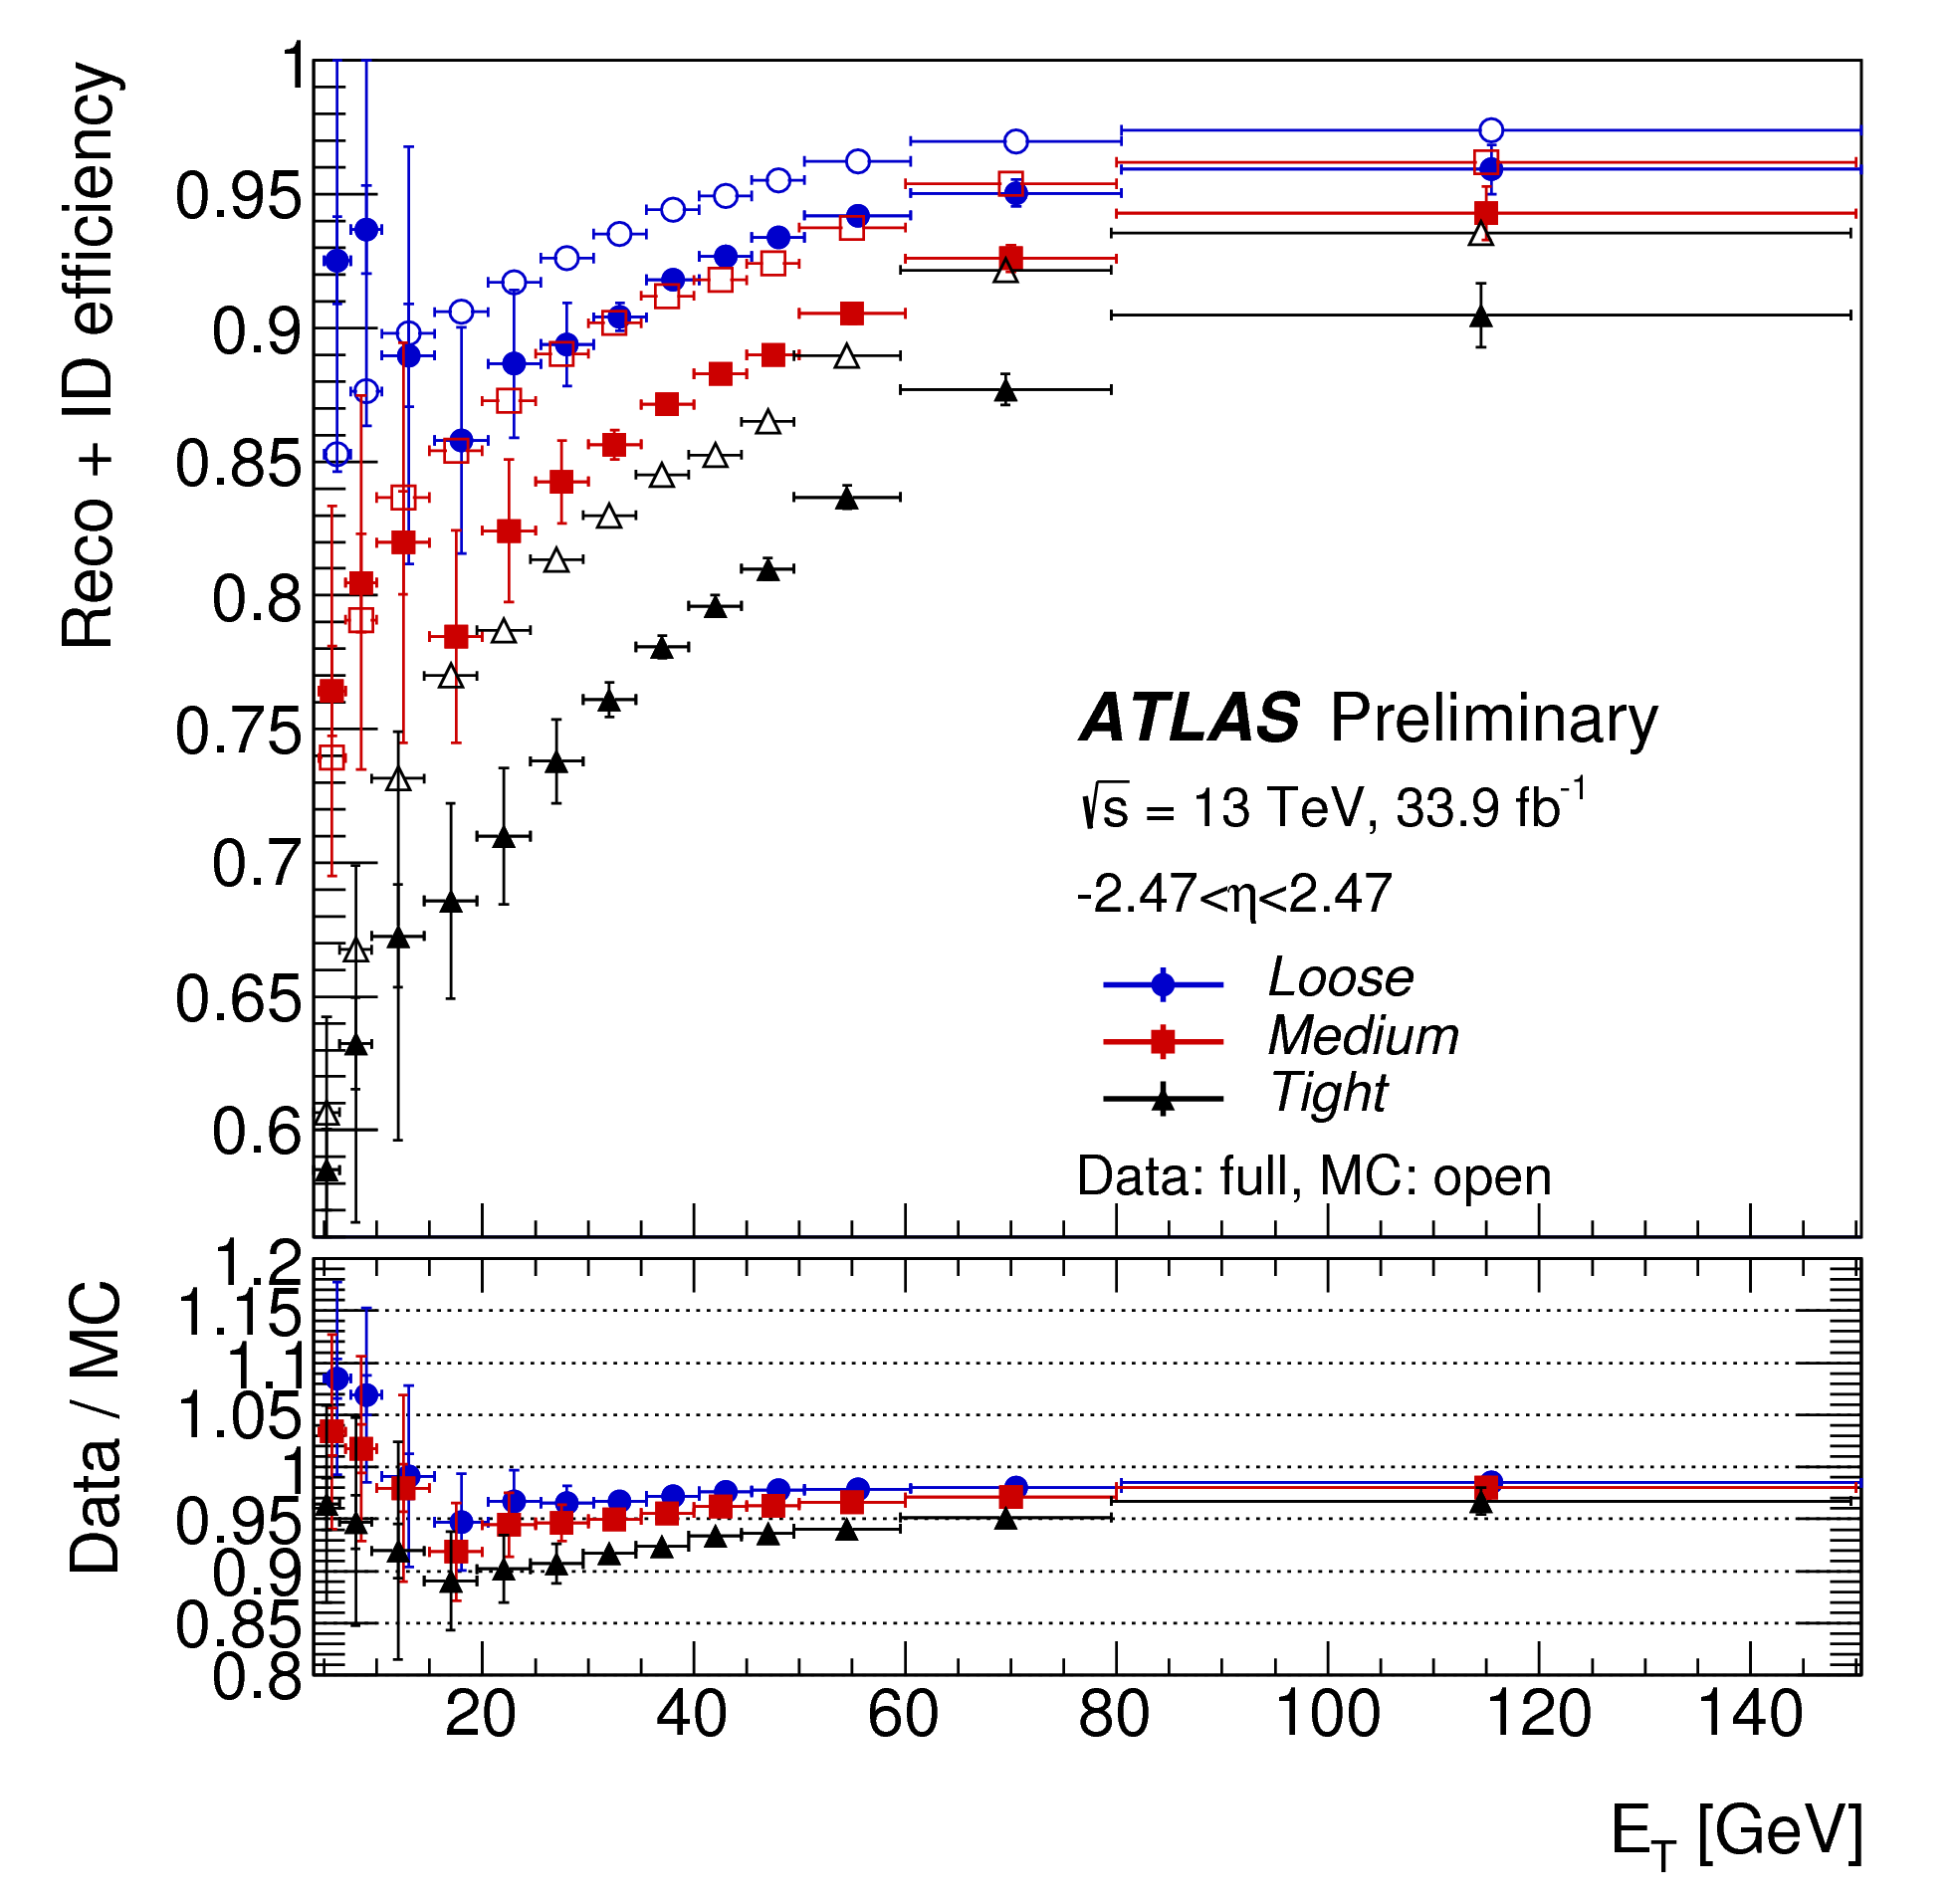 Reco + ID efficiency
1
0.95
0.9
0.85
0.8
0.75
0.7
0.65
0.6
ATLAS Preliminary
√s = 13 TeV, 33.9 fb⁻¹
-2.47<η<2.47
Loose
Medium
Tight
Data: full, MC: open
Data / MC
1.2
1.15
1.1
1.05
1
0.95
0.9
0.85
0.8
20 40 60 80 100 120 140
E_T [GeV]